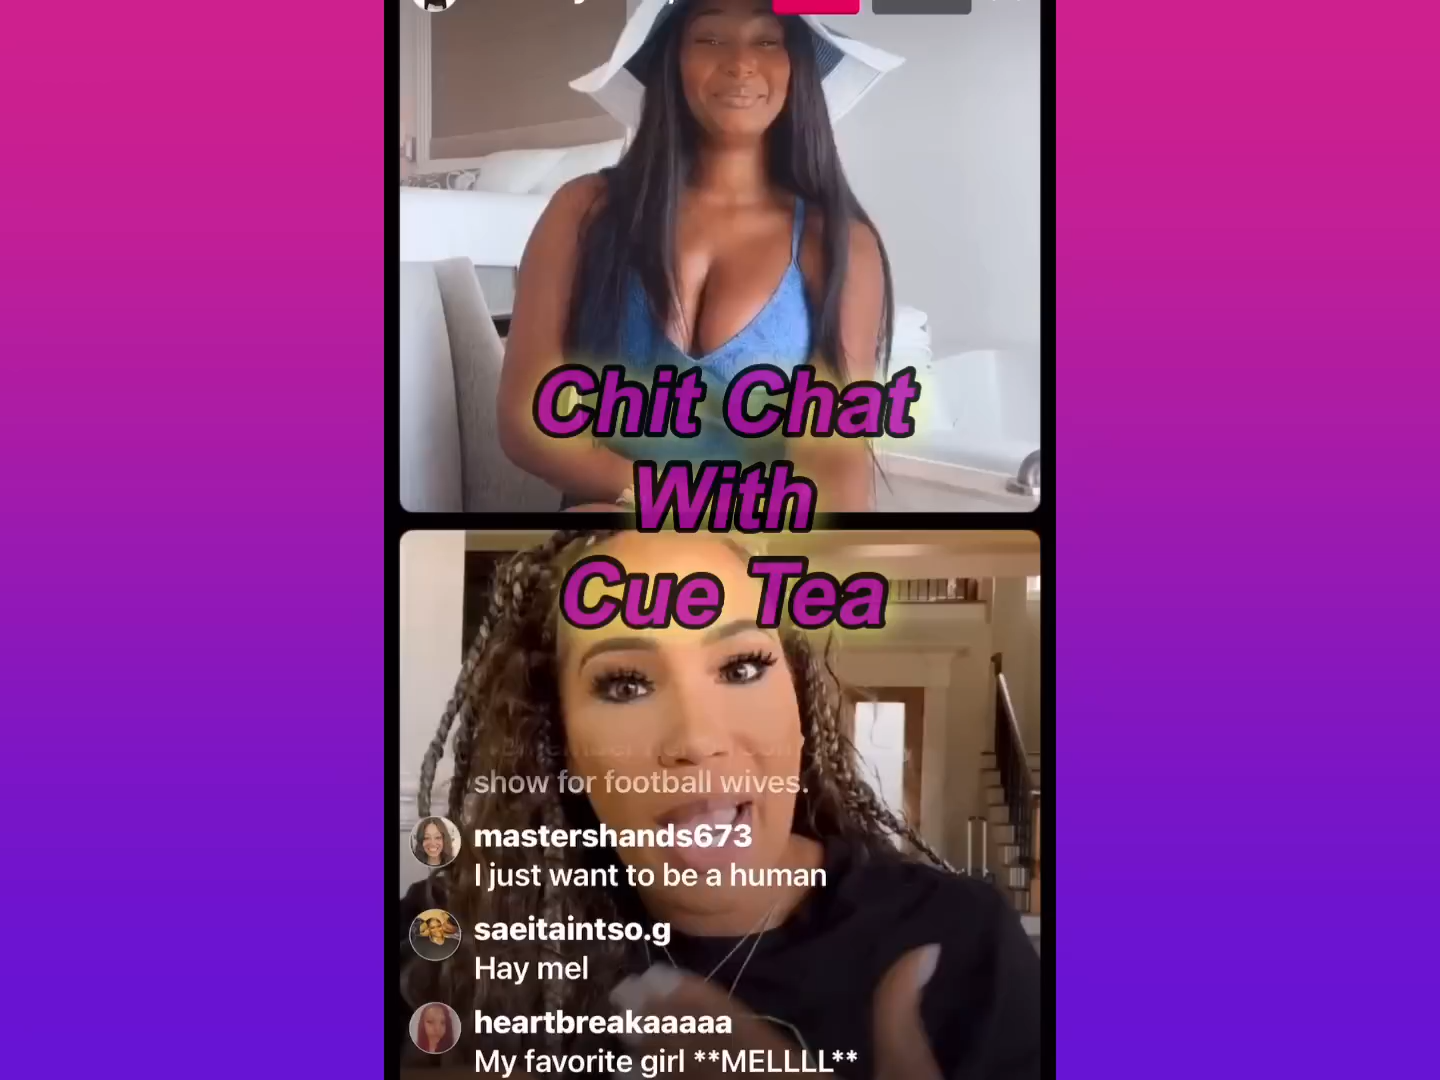 Chit Chat
With
Cue Tea
show for football wives.
mastershands673
I just want to be a human
saeitaintso.g
Hay mel
heartbreakaaaaa
My favorite girl **MELLLL**